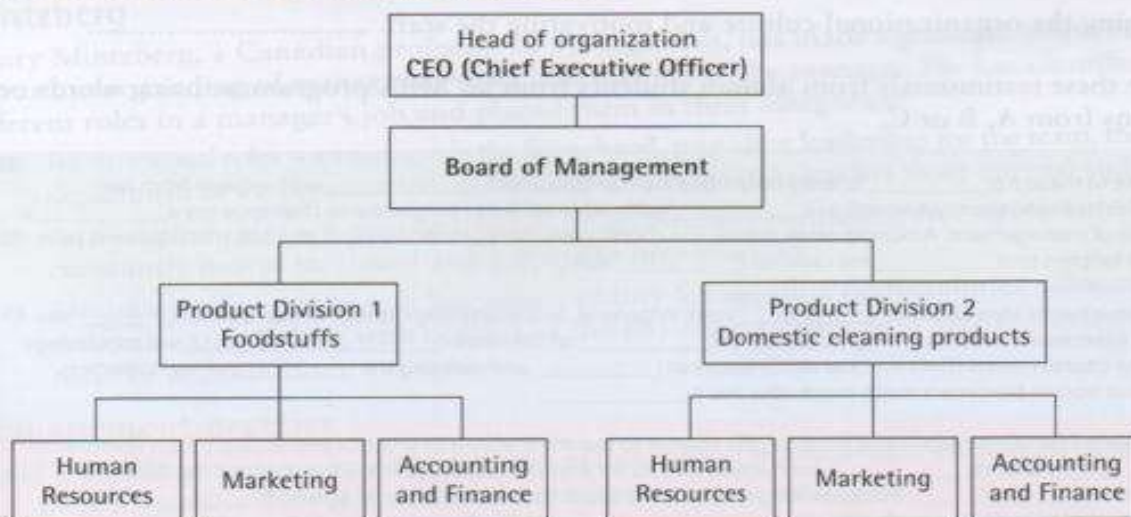 Head of organization
CEO (Chief Executive Officer)
Board of Management
Product Division 1
Foodstuffs
Product Division 2
Domestic cleaning products
Human
Resources
Marketing
Accounting
and Finance
Human
Resources
Marketing
Accounting
and Finance